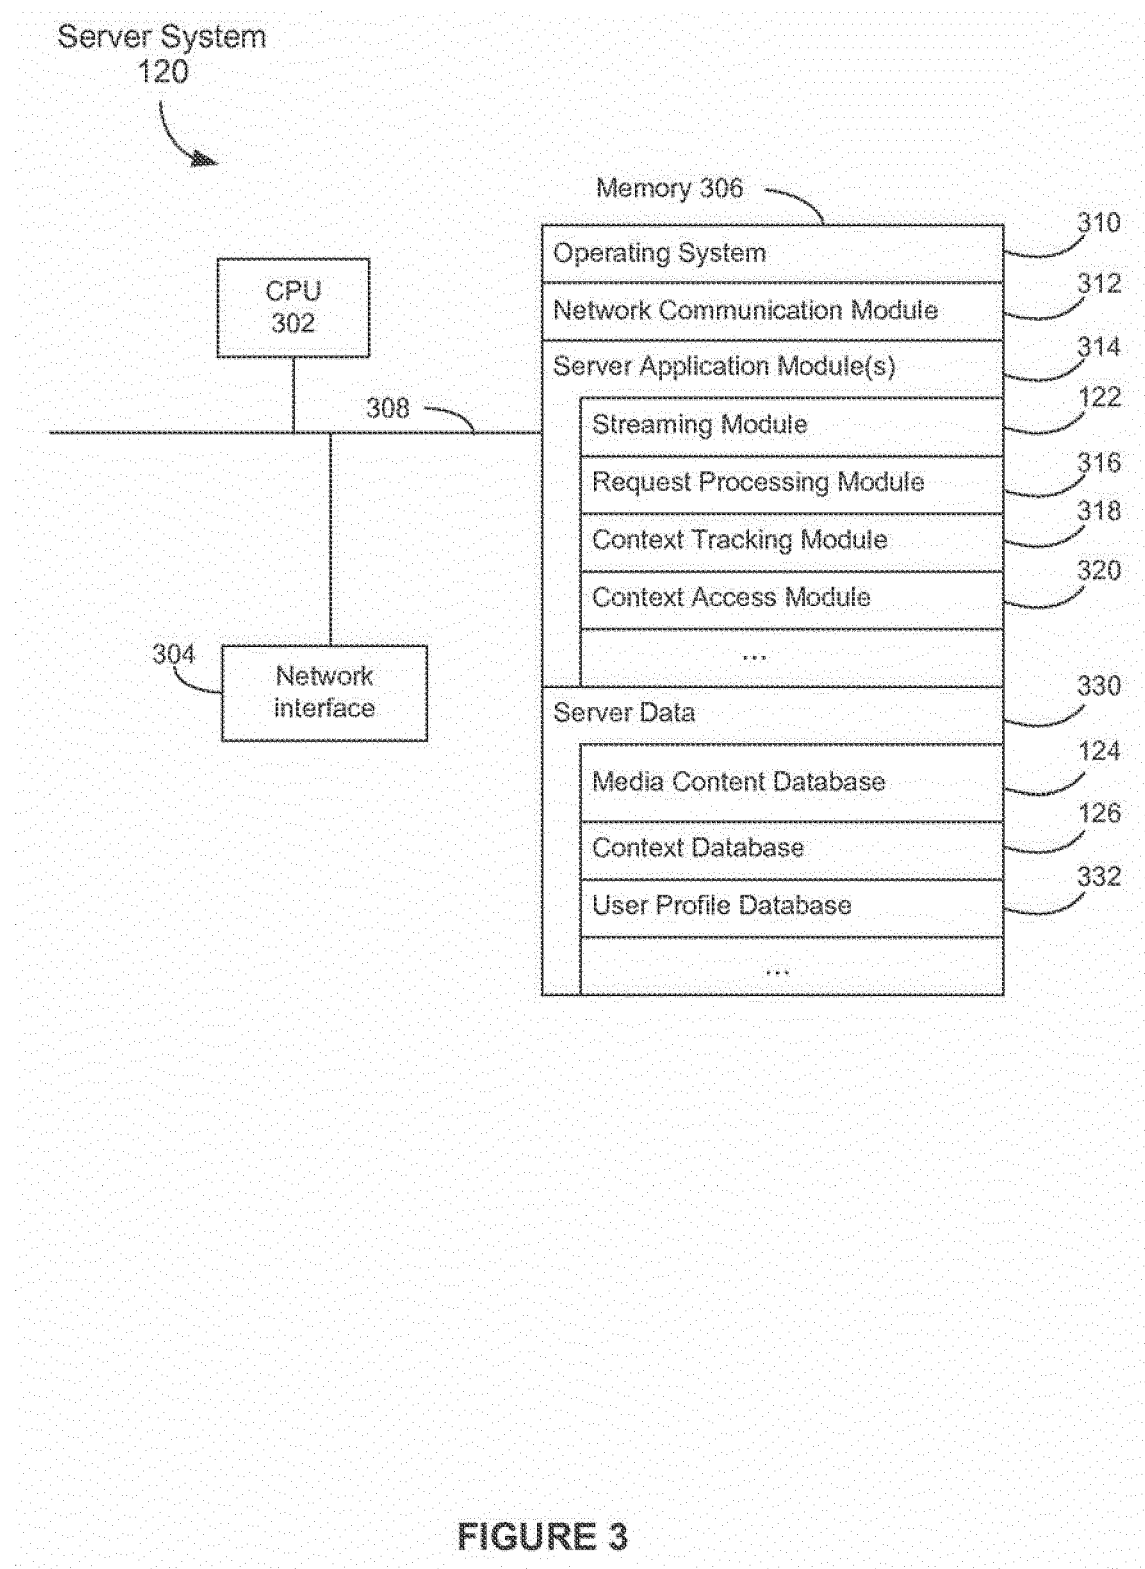 Server System
120
Memory 306
310
Operating System
312
Network Communication Module
CPU
302
314
Server Application Module(s)
308
122
Streaming Module
316
Request Processing Module
318
Context Tracking Module
320
Context Access Module
...
304
Network
interface
330
Server Data
124
Media Content Database
126
Context Database
332
User Profile Database
...
FIGURE 3